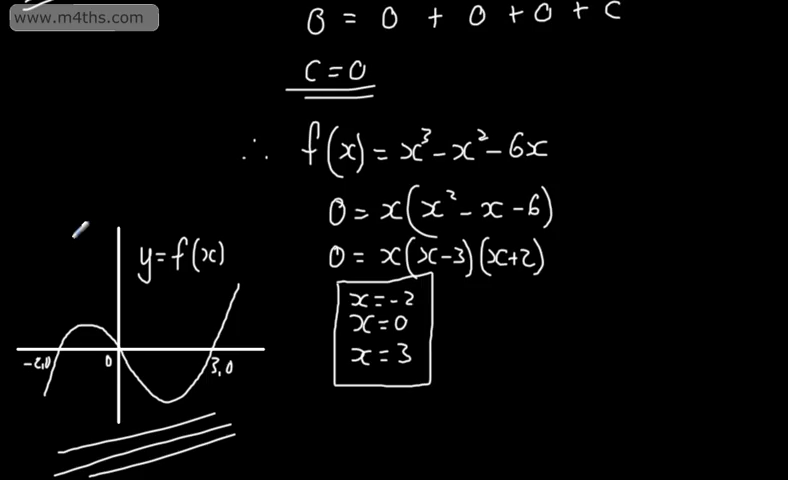 www.m4ths.com
0 = 0 + 0 + 0 + C
C = 0
∴ f(x) = x³ - x² - 6x
0 = x(x² - x - 6)
0 = x(x-3)(x+2)
x = -2
x = 0
x = 3
y = f(x)
-2,0 0 3,0